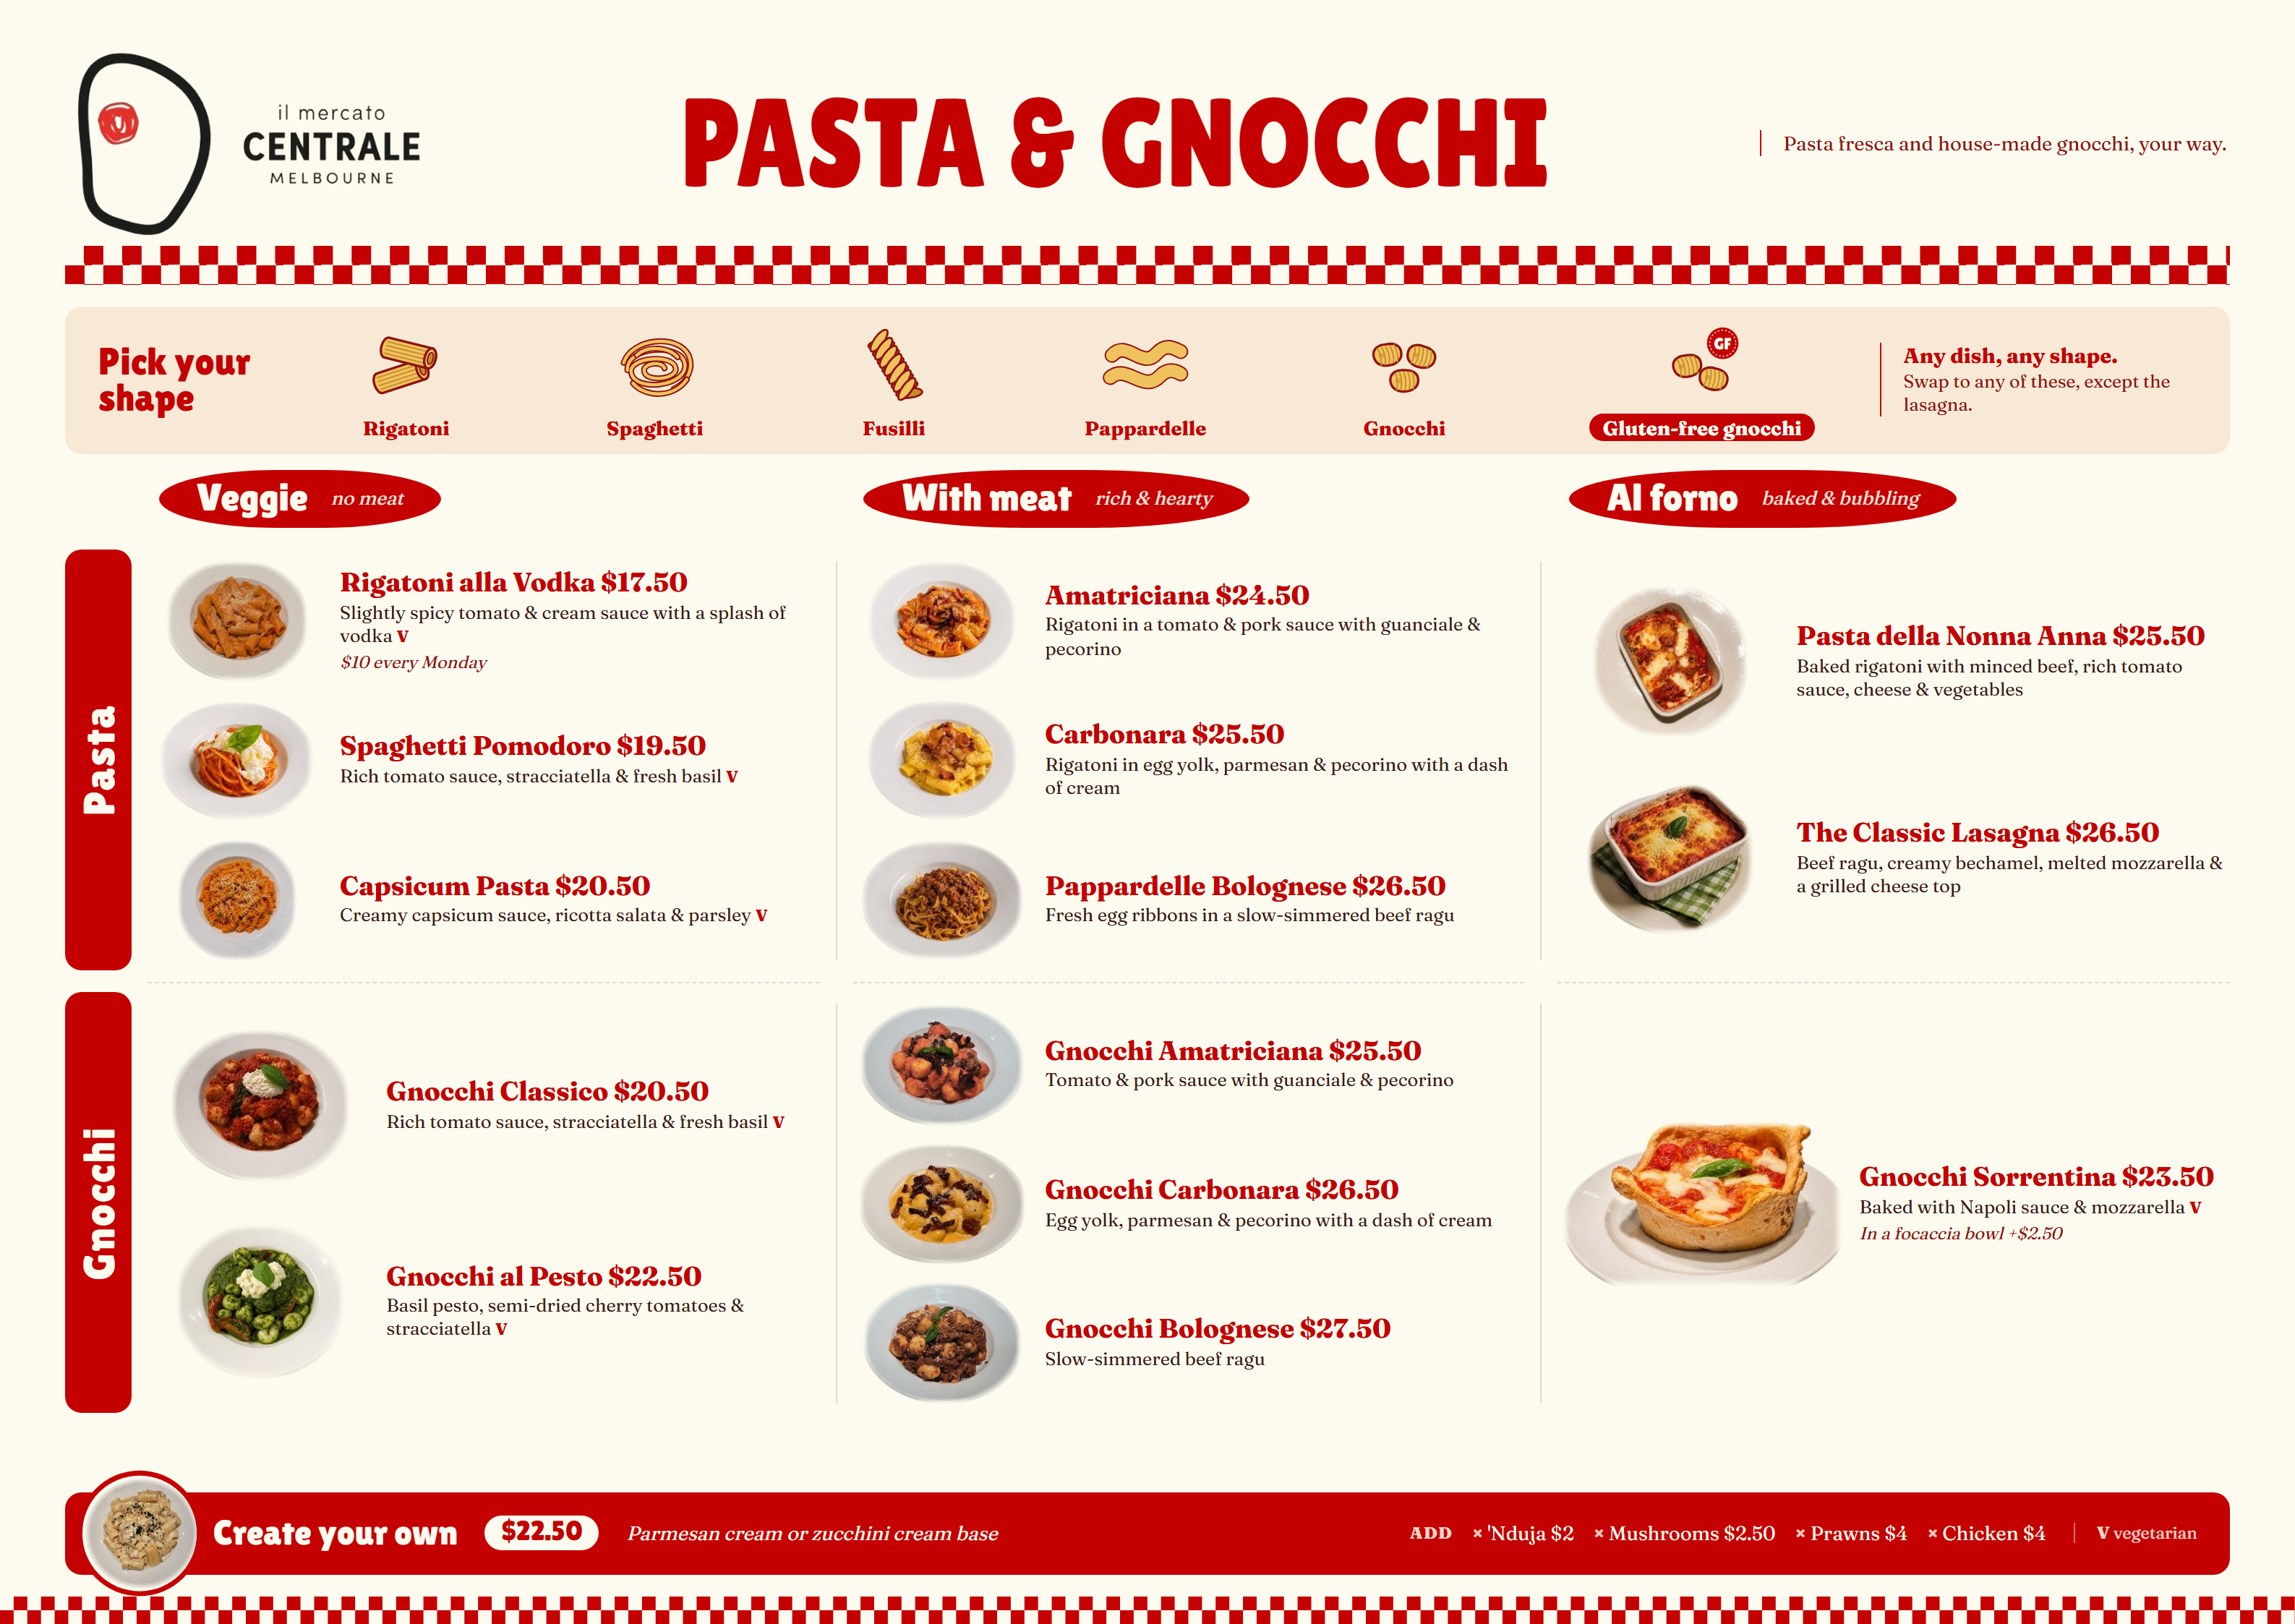 il mercato
CENTRALE
MELBOURNE
PASTA & GNOCCHI
Pasta fresca and house-made gnocchi, your way.
Pick your
shape
Rigatoni
Spaghetti
Fusilli
Pappardelle
Gnocchi
GF
Gluten-free gnocchi
Any dish, any shape.
Swap to any of these, except the
lasagna.
Veggie no meat
With meat rich & hearty
Al forno baked & bubbling
Pasta
Rigatoni alla Vodka $17.50
Slightly spicy tomato & cream sauce with a splash of
vodka V
$10 every Monday
Spaghetti Pomodoro $19.50
Rich tomato sauce, stracciatella & fresh basil V
Capsicum Pasta $20.50
Creamy capsicum sauce, ricotta salata & parsley V
Amatriciana $24.50
Rigatoni in a tomato & pork sauce with guanciale &
pecorino
Carbonara $25.50
Rigatoni in egg yolk, parmesan & pecorino with a dash
of cream
Pappardelle Bolognese $26.50
Fresh egg ribbons in a slow-simmered beef ragu
Pasta della Nonna Anna $25.50
Baked rigatoni with minced beef, rich tomato
sauce, cheese & vegetables
The Classic Lasagna $26.50
Beef ragu, creamy bechamel, melted mozzarella &
a grilled cheese top
Gnocchi
Gnocchi Classico $20.50
Rich tomato sauce, stracciatella & fresh basil V
Gnocchi al Pesto $22.50
Basil pesto, semi-dried cherry tomatoes &
stracciatella V
Gnocchi Amatriciana $25.50
Tomato & pork sauce with guanciale & pecorino
Gnocchi Carbonara $26.50
Egg yolk, parmesan & pecorino with a dash of cream
Gnocchi Bolognese $27.50
Slow-simmered beef ragu
Gnocchi Sorrentina $23.50
Baked with Napoli sauce & mozzarella V
In a focaccia bowl +$2.50
Create your own $22.50 Parmesan cream or zucchini cream base
ADD × 'Nduja $2 × Mushrooms $2.50 × Prawns $4 × Chicken $4 V vegetarian